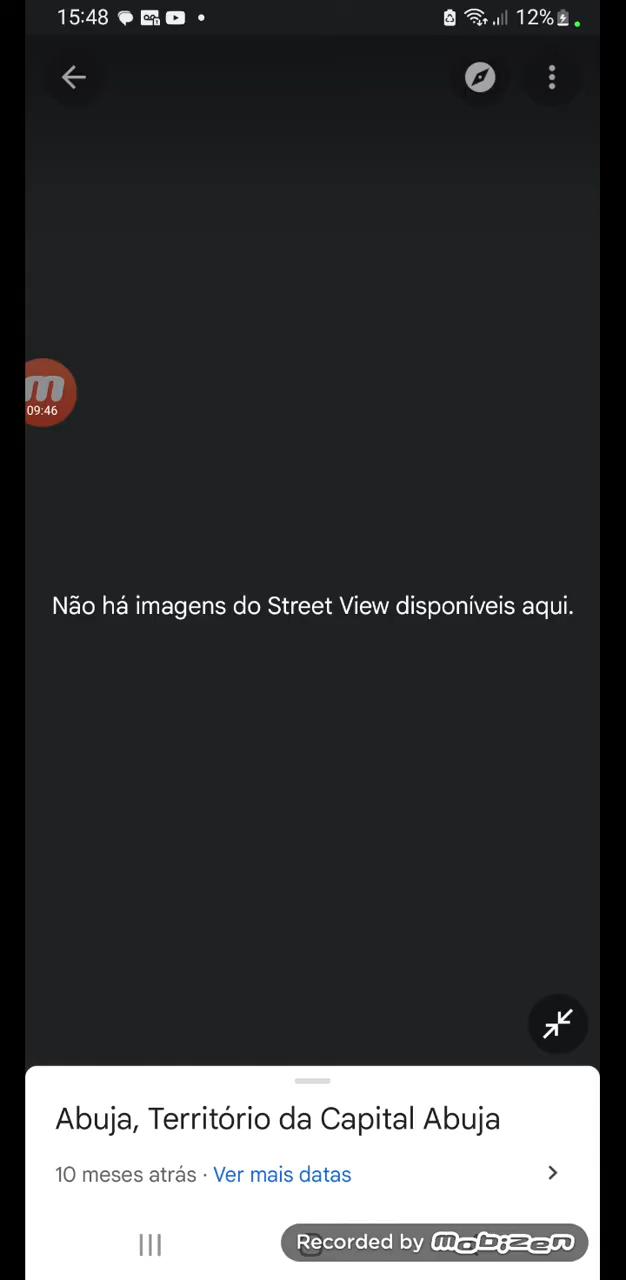 15:48
12%
m
09:46
Não há imagens do Street View disponíveis aqui.
Abuja, Território da Capital Abuja
10 meses atrás · Ver mais datas
Recorded by mobizen